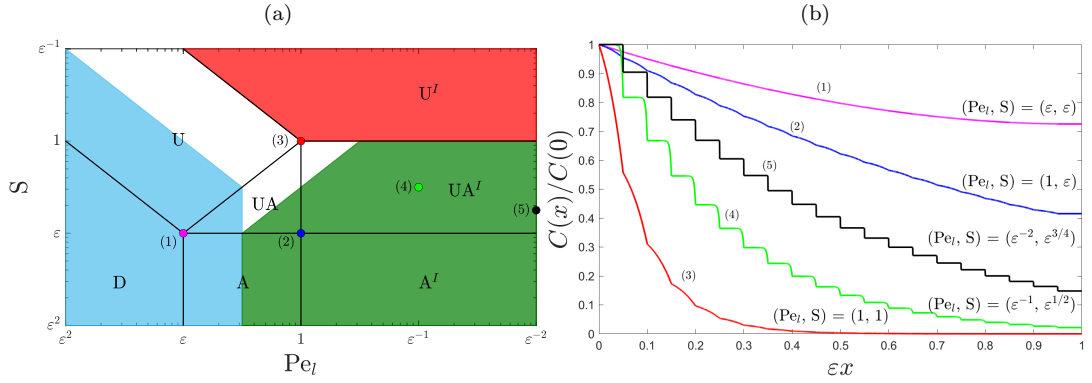 (a)
S
ε⁻¹
1
ε
ε²
U^I
U
(3)
(4)
UA^I
UA
(5)
(1)
(2)
D
A
A^I
ε²
ε
1
ε⁻¹
ε⁻²
Pe_l
(b)
C(x)/C(0)
1
0.9
0.8
0.7
0.6
0.5
0.4
0.3
0.2
0.1
0
(1)
(Pe_l, S) = (ε, ε)
(2)
(5)
(Pe_l, S) = (1, ε)
(4)
(Pe_l, S) = (ε⁻², ε^{3/4})
(3)
(Pe_l, S) = (ε⁻¹, ε^{1/2})
(Pe_l, S) = (1, 1)
0
0.1
0.2
0.3
0.4
0.5
0.6
0.7
0.8
0.9
1
εx